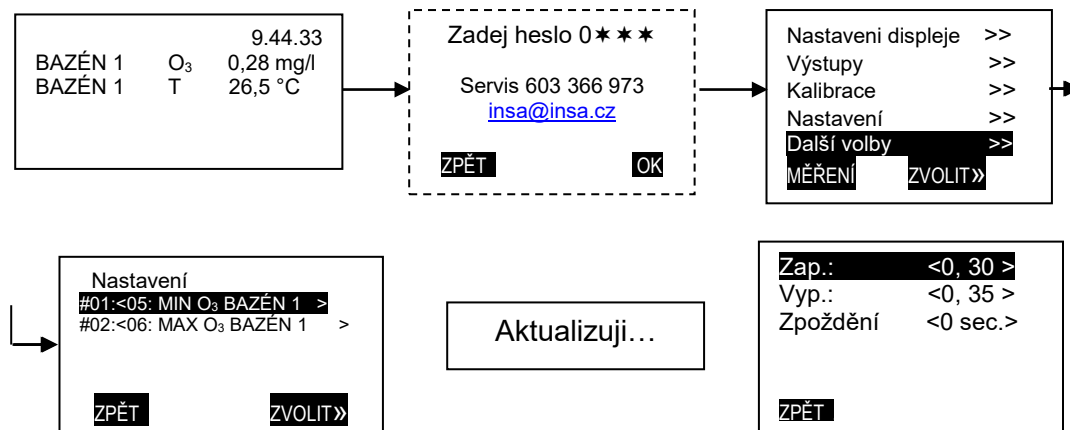 9.44.33
BAZÉN 1 O₃ 0,28 mg/l
BAZÉN 1 T 26,5 °C
Zadej heslo 0✶✶✶
Servis 603 366 973
insa@insa.cz
ZPĚT OK
Nastaveni displeje >>
Výstupy >>
Kalibrace >>
Nastavení >>
Další volby >>
MĚŘENÍ ZVOLIT»
Nastavení
#01:<05: MIN O₃ BAZÉN 1 >
#02:<06: MAX O₃ BAZÉN 1 >
ZPĚT ZVOLIT»
Aktualizuji…
Zap.: <0, 30 >
Vyp.: <0, 35 >
Zpoždění <0 sec.>
ZPĚT